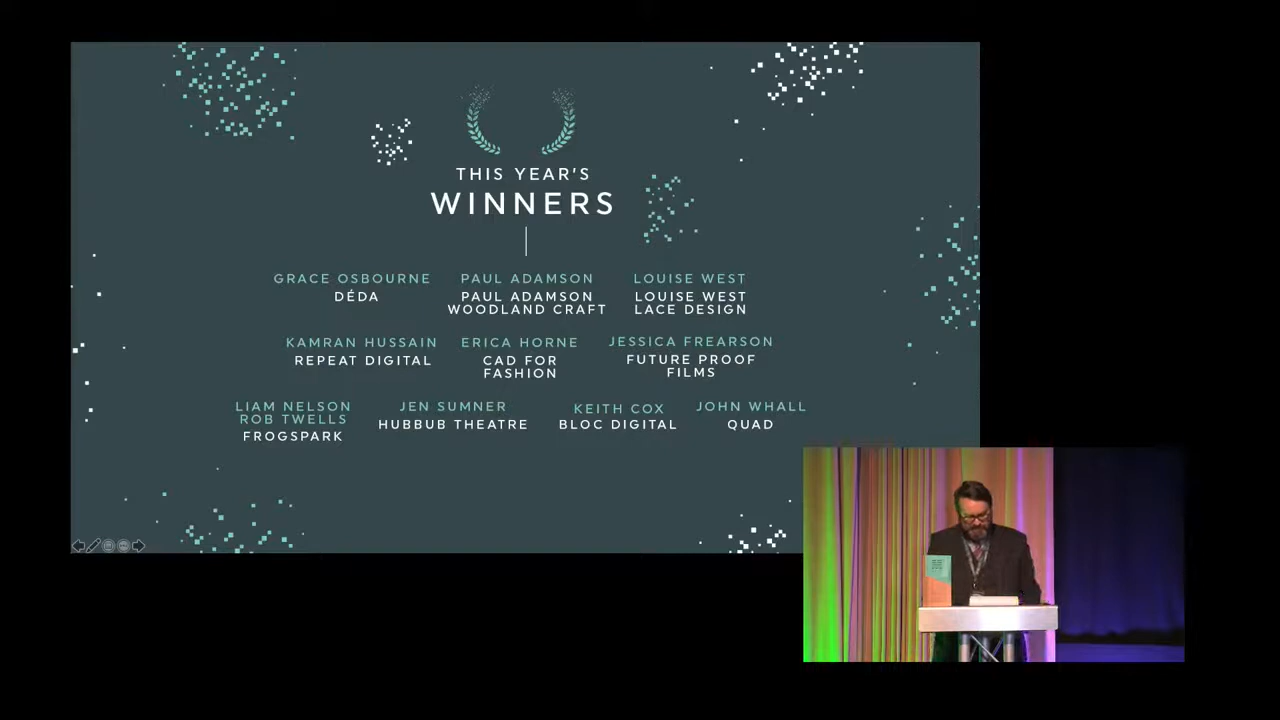 THIS YEAR'S
WINNERS
GRACE OSBOURNE
DÉDA
PAUL ADAMSON
PAUL ADAMSON
WOODLAND CRAFT
LOUISE WEST
LOUISE WEST
LACE DESIGN
KAMRAN HUSSAIN
REPEAT DIGITAL
ERICA HORNE
CAD FOR
FASHION
JESSICA FREARSON
FUTURE PROOF
FILMS
LIAM NELSON
ROB TWELLS
FROGSPARK
JEN SUMNER
HUBBUB THEATRE
KEITH COX
BLOC DIGITAL
JOHN WHALL
QUAD